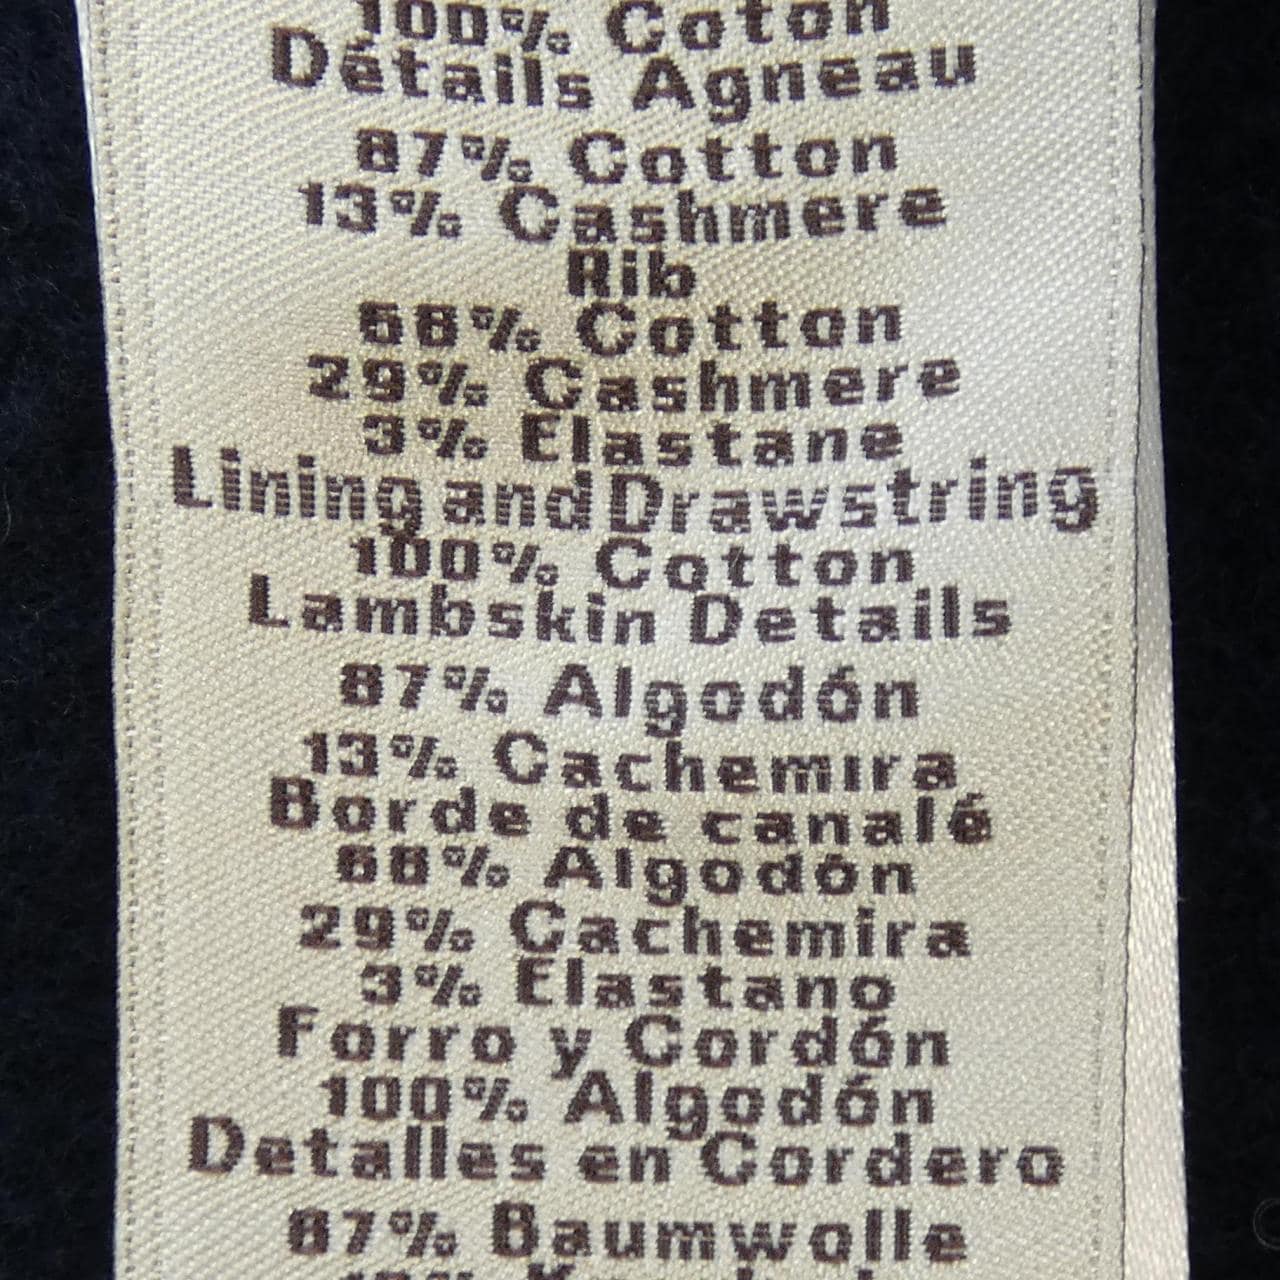 100% Coton
Détails Agneau
87% Cotton
13% Cashmere
Rib
68% Cotton
29% Cashmere
3% Elastane
Lining and Drawstring
100% Cotton
Lambskin Details
87% Algodón
13% Cachemira
Borde de canalé
68% Algodón
29% Cachemira
3% Elastano
Forro y Cordón
100% Algodón
Detalles en Cordero
87% Baumwolle